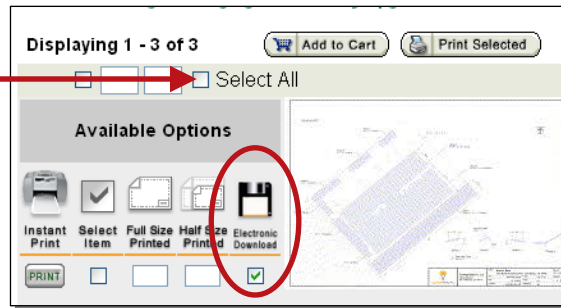 Displaying 1 - 3 of 3 Add to Cart Print Selected
Select All
Available Options
Instant Print Select Item Full Size Printed Half Size Printed Electronic Download
PRINT